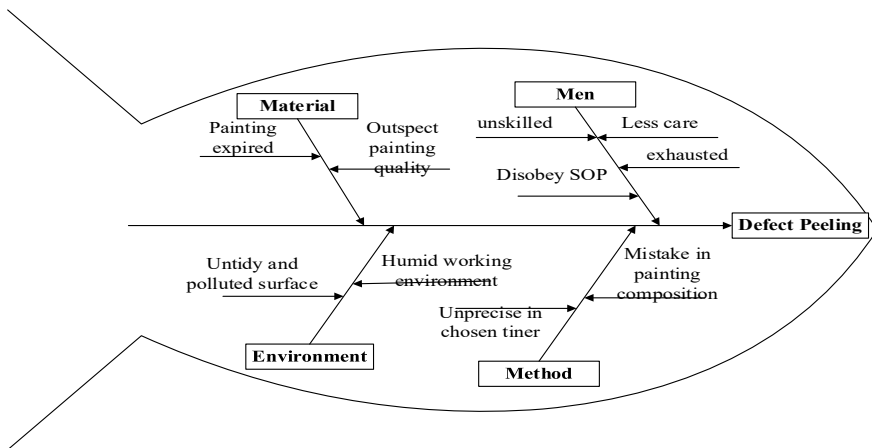 Material
Men
Painting
expired
Outspect
painting
quality
unskilled
Less care
exhausted
Disobey SOP
Defect Peeling
Untidy and
polluted surface
Humid working
environment
Mistake in
painting
composition
Unprecise in
chosen tiner
Environment
Method